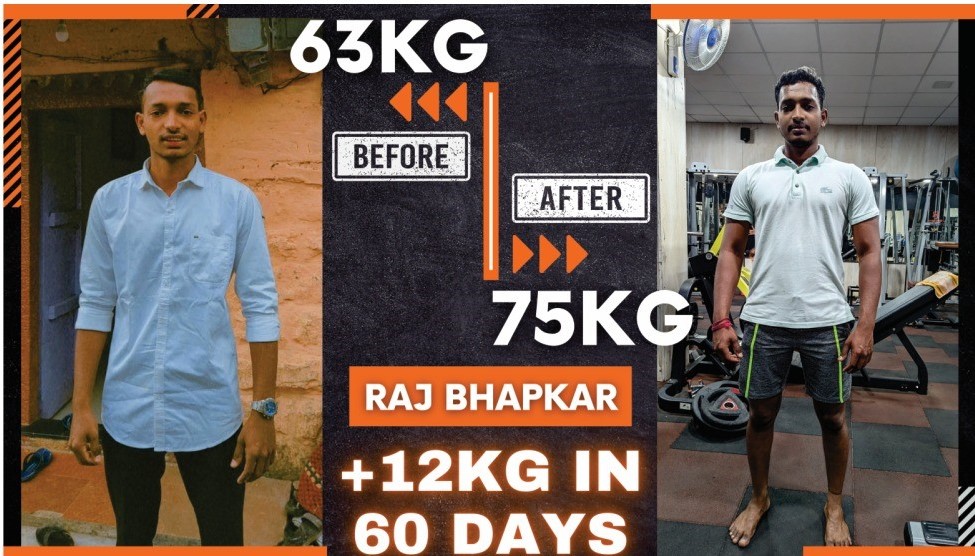 63KG
BEFORE
AFTER
75KG
RAJ BHAPKAR
+12KG IN
60 DAYS